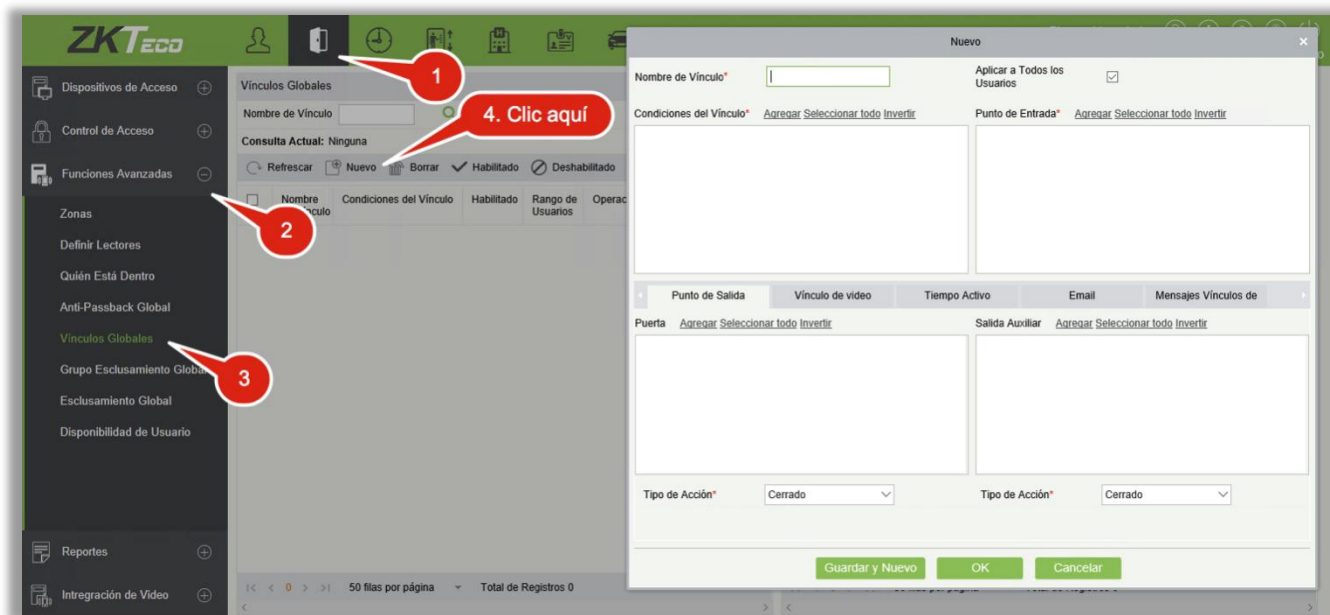 ZKTECO
Nuevo
1
Dispositivos de Acceso
Control de Acceso
Funciones Avanzadas
2
Zonas
Definir Lectores
Quién Está Dentro
Anti-Passback Global
Vínculos Globales
3
Grupo Esclusamiento Global
Esclusamiento Global
Disponibilidad de Usuario
Reportes
Intregración de Video
Vínculos Globales
Nombre de Vínculo
4. Clic aquí
Consulta Actual: Ninguna
Refrescar Nuevo Borrar Habilitado Deshabilitado
Nombre Condiciones del Vínculo Habilitado Rango de Usuarios
0 50 filas por página Total de Registros 0
Nombre de Vínculo* Aplicar a Todos los Usuarios
Condiciones del Vínculo* Agregar Seleccionar todo Invertir Punto de Entrada* Agregar Seleccionar todo Invertir
Punto de Salida Vínculo de video Tiempo Activo Email Mensajes Vínculos de
Puerta Agregar Seleccionar todo Invertir Salida Auxiliar Agregar Seleccionar todo Invertir
Tipo de Acción* Cerrado Tipo de Acción* Cerrado
Guardar y Nuevo OK Cancelar